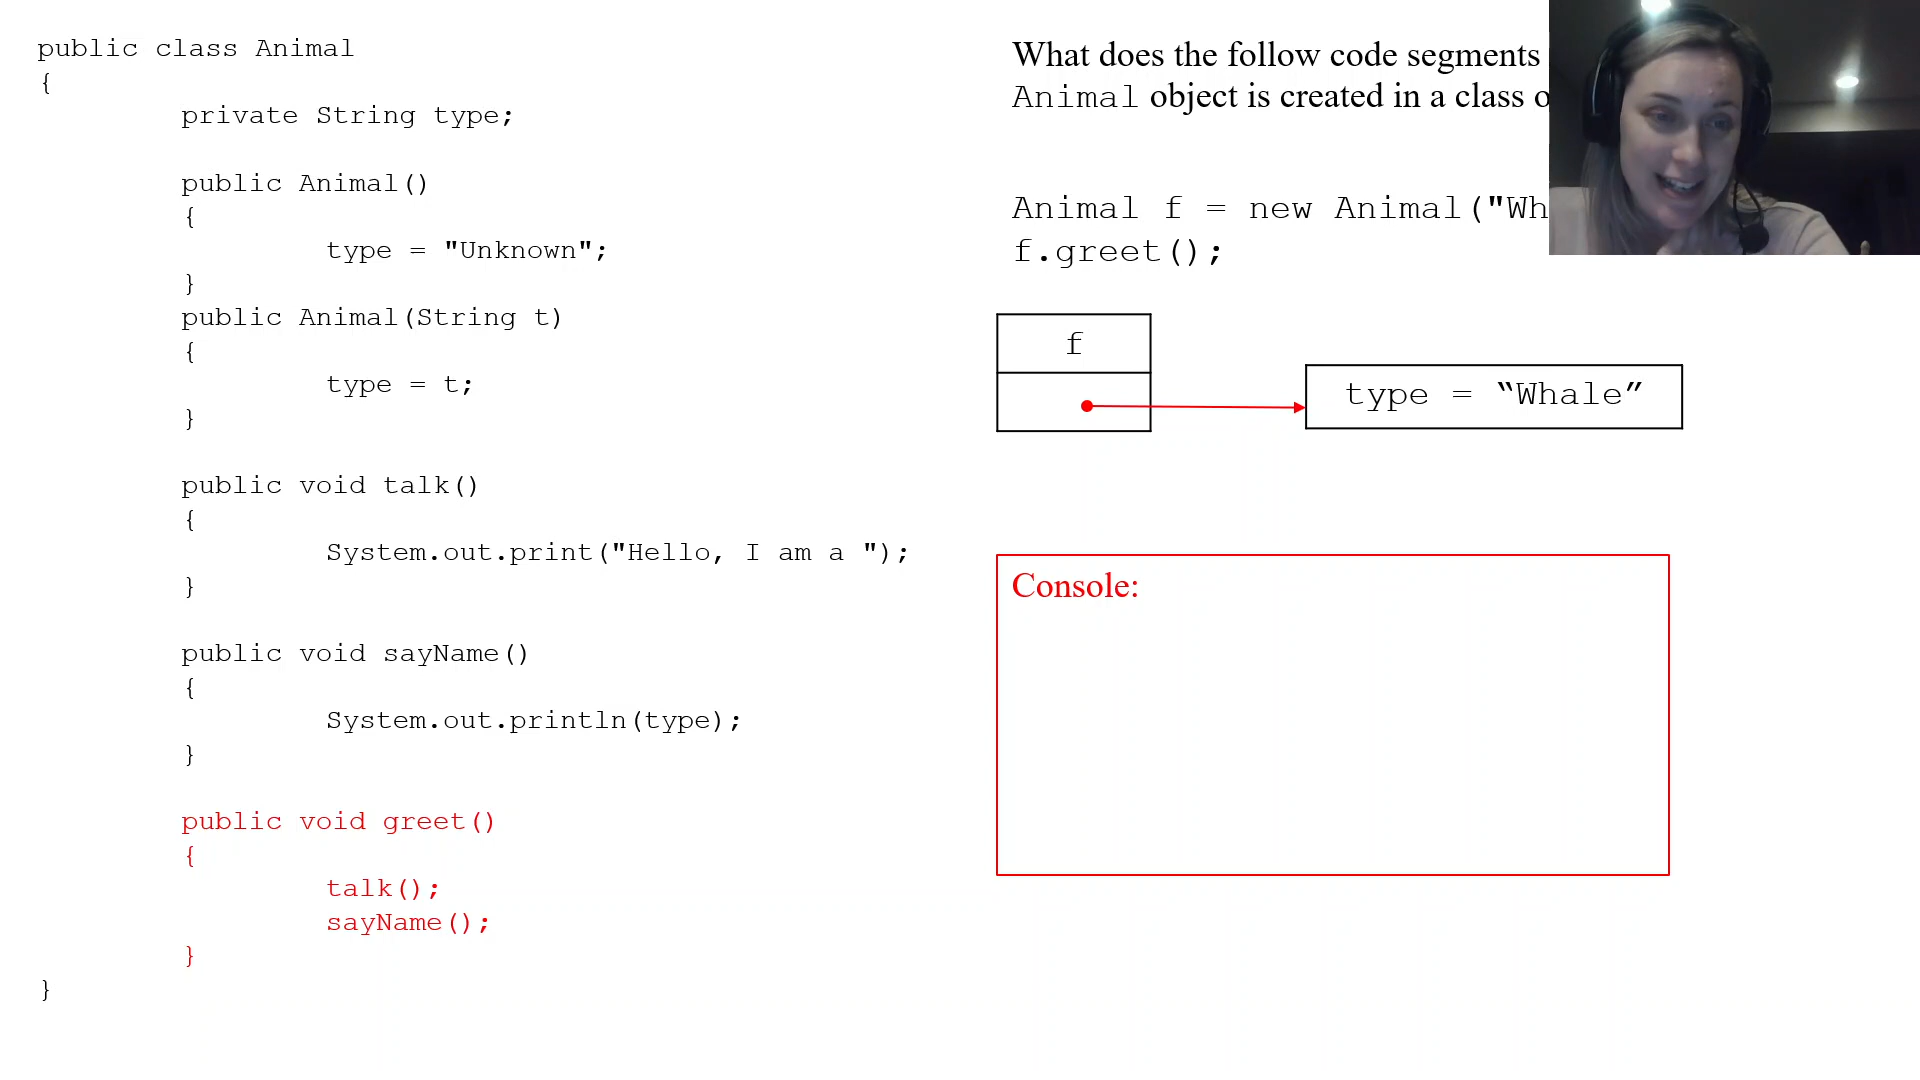 public class Animal
{
private String type;
public Animal()
{
type = "Unknown";
}
public Animal(String t)
{
type = t;
}
public void talk()
{
System.out.print("Hello, I am a ");
}
public void sayName()
{
System.out.println(type);
}
public void greet()
{
talk();
sayName();
}
}
What does the follow code segments
Animal object is created in a class
Animal f = new Animal("Wh
f.greet();
f
type = “Whale”
Console: